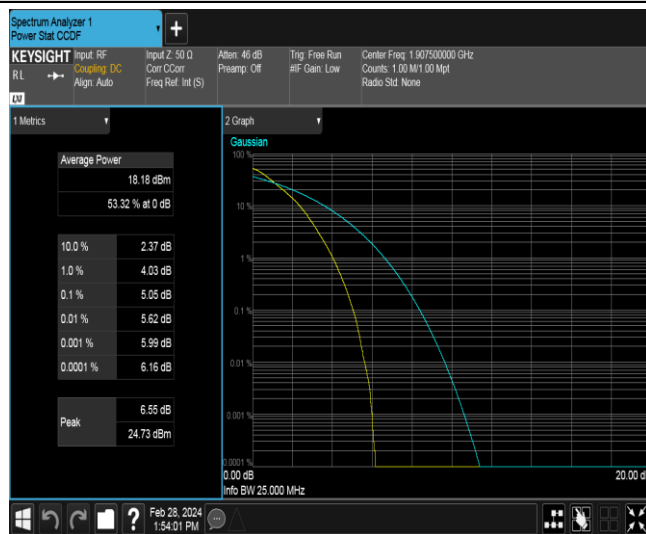 Spectrum Analyzer 1
Power Stat CCDF
+
KEYSIGHT
RL
LXI
Input: RF
Coupling: DC
Align: Auto
Input Z: 50 Ω
Corr CCorr
Freq Ref: Int (S)
Atten: 46 dB
Preamp: Off
Trig: Free Run
#IF Gain: Low
Center Freq: 1.907500000 GHz
Counts: 1.00 M/1.00 Mpt
Radio Std: None
1 Metrics
Average Power
18.18 dBm
53.32 % at 0 dB
10.0 % 2.37 dB
1.0 % 4.03 dB
0.1 % 5.05 dB
0.01 % 5.62 dB
0.001 % 5.99 dB
0.0001 % 6.16 dB
Peak
6.55 dB
24.73 dBm
2 Graph
Gaussian
100 %
10 %
1 %
0.1 %
0.01 %
0.001 %
0.0001 %
0.00 dB
20.00 d
Info BW 25.000 MHz
?
Feb 28, 2024
1:54:01 PM